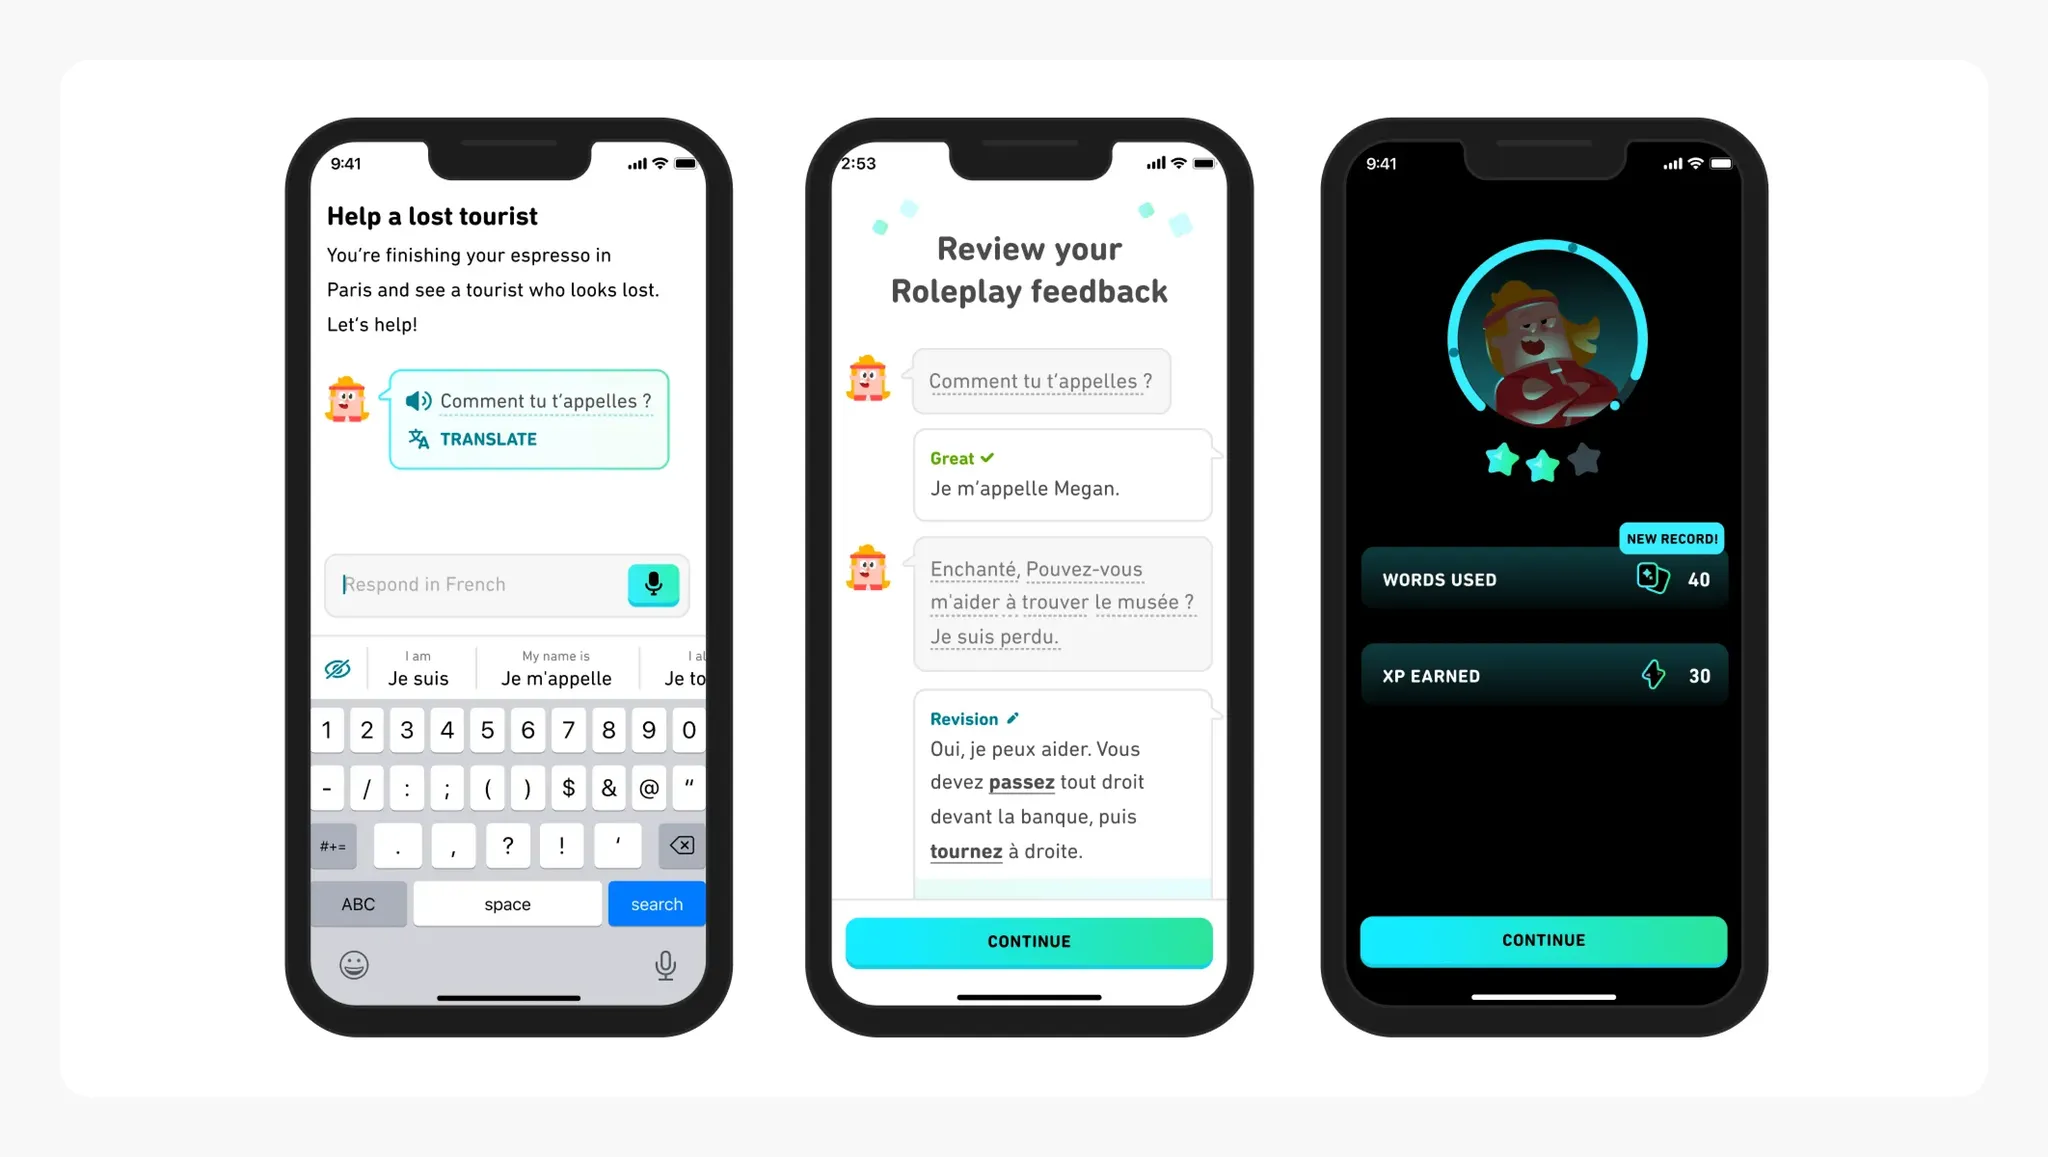 9:41
Help a lost tourist
You’re finishing your espresso in
Paris and see a tourist who looks lost.
Let’s help!
Comment tu t’appelles ?
TRANSLATE
Respond in French
I am
Je suis
My name is
Je m'appelle
I al
Je to
1 2 3 4 5 6 7 8 9 0
- / : ; ( ) $ & @ “
#+= . , ? ! ‘
ABC space search
2:53
Review your
Roleplay feedback
Comment tu t’appelles ?
Great
Je m’appelle Megan.
Enchanté, Pouvez-vous
m'aider à trouver le musée ?
Je suis perdu.
Revision
Oui, je peux aider. Vous
devez passez tout droit
devant la banque, puis
tournez à droite.
CONTINUE
9:41
NEW RECORD!
WORDS USED 40
XP EARNED 30
CONTINUE